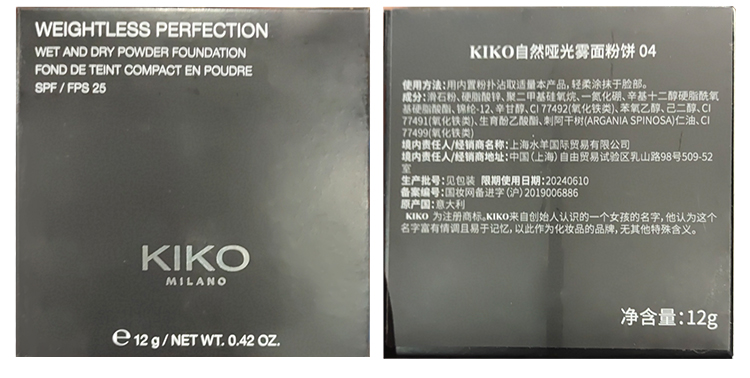 WEIGHTLESS PERFECTION
WET AND DRY POWDER FOUNDATION
FOND DE TEINT COMPACT EN POUDRE
SPF / FPS 25
KIKO
MILANO
℮ 12 g / NET WT. 0.42 OZ.
KIKO自然哑光雾面粉饼 04
使用方法:用内置粉扑沾取适量本产品,轻柔涂抹于脸部。
成分:滑石粉、硬脂酸锌、聚二甲基硅氧烷、一氮化硼、辛基十二醇硬脂酰氧
基硬脂酸酯、锦纶-12、辛甘醇、CI 77492(氧化铁类)、苯氧乙醇、己二醇、CI
77491(氧化铁类)、生育酚乙酸酯、刺阿干树(ARGANIA SPINOSA)仁油、CI
77499(氧化铁类)
境内责任人/经销商名称:上海水羊国际贸易有限公司
境内责任人/经销商地址:中国(上海)自由贸易试验区乳山路98号509-52
室
生产批号:见包装 限期使用日期:20240610
备案编号:国妆网备进字(沪)2019006886
原产国:意大利
KIKO 为注册商标。KIKO来自创始人认识的一个女孩的名字,他认为这个
名字富有情调且易于记忆,以此作为化妆品的品牌,无其他特殊含义。
净含量:12g